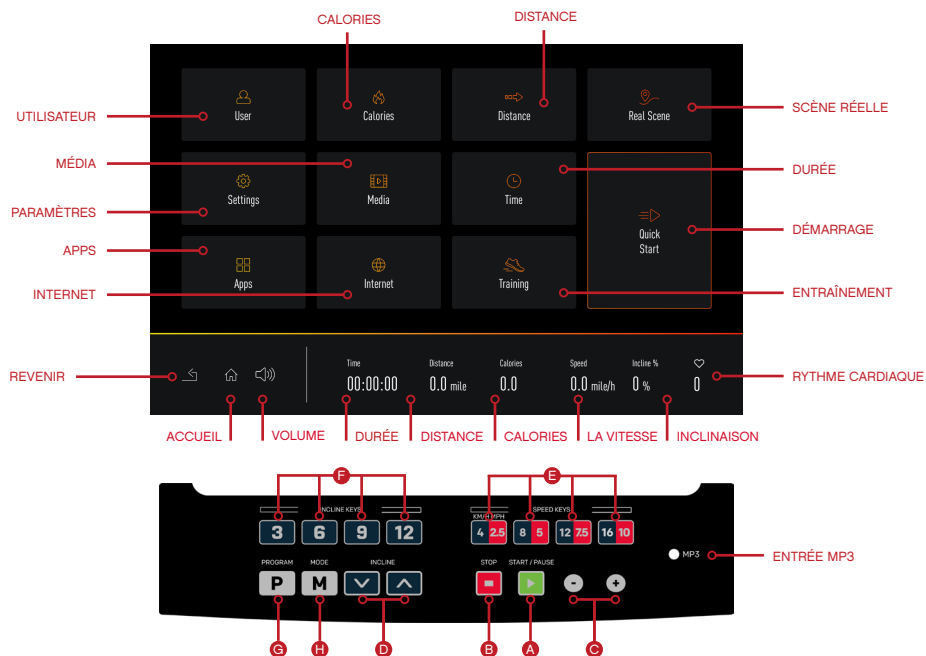 CALORIES DISTANCE
UTILISATEUR User Calories Distance Real Scene SCÈNE RÉELLE
MÉDIA DURÉE
Settings Media Time
PARAMÈTRES Quick Start DÉMARRAGE
APPS
Apps Internet Training
INTERNET ENTRAÎNEMENT
Time Distance Calories Speed Incline %
REVENIR 00:00:00 0.0 mile 0.0 0.0 mile/h 0 % 0 RYTHME CARDIAQUE
ACCUEIL VOLUME DURÉE DISTANCE CALORIES LA VITESSE INCLINAISON
F E
INCLINE KEYS SPEED KEYS
KM/H MPH
3 6 9 12 4 2.5 8 5 12 7.5 16 10
MP3 ENTRÉE MP3
PROGRAM MODE INCLINE STOP START / PAUSE
P M - +
G H D B A C